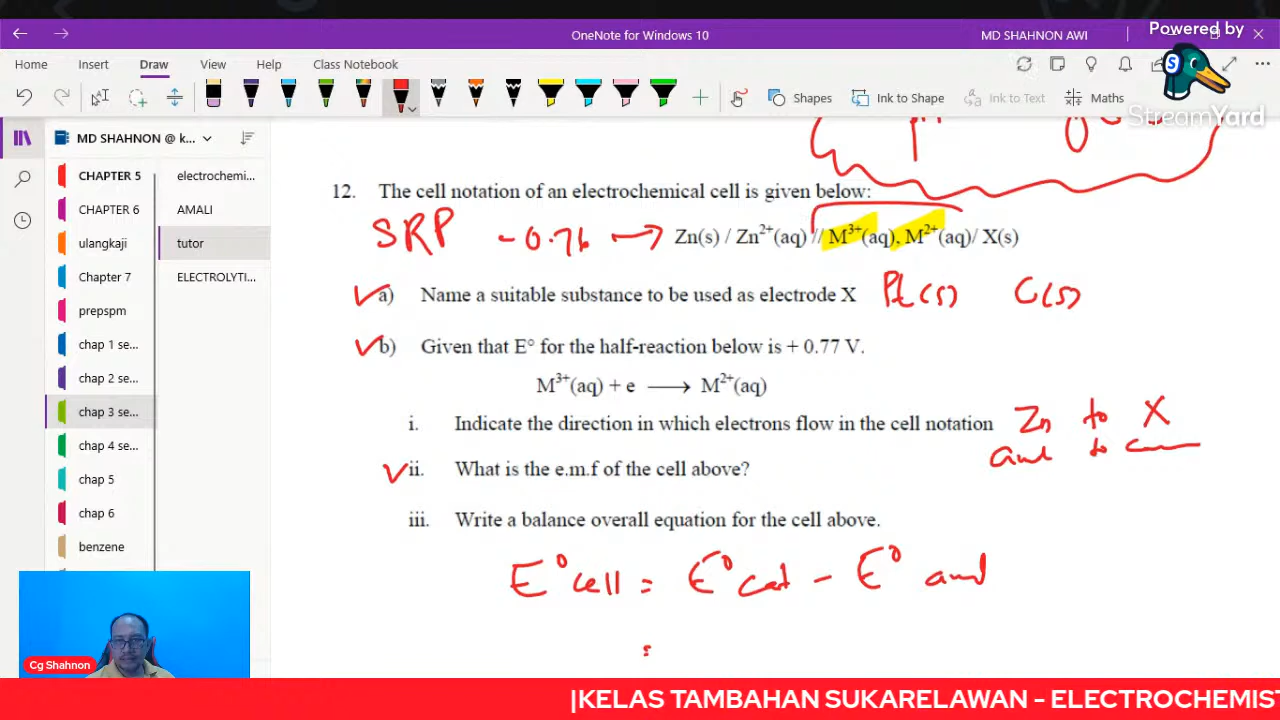 OneNote for Windows 10
MD SHAHNON AWI
Powered by
StreamYard
Home Insert Draw View Help Class Notebook
Shapes Ink to Shape Ink to Text Maths
MD SHAHNON @ k...
CHAPTER 5
CHAPTER 6
ulangkaji
Chapter 7
prepspm
chap 1 se...
chap 2 se...
chap 3 se...
chap 4 se...
chap 5
chap 6
benzene
electrochemi...
AMALI
tutor
ELECTROLYTI...
12. The cell notation of an electrochemical cell is given below:
SRP -0.76 → Zn(s) / Zn²⁺(aq) // M³⁺(aq), M²⁺(aq)/ X(s)
a) Name a suitable substance to be used as electrode X Pt(s) C(s)
b) Given that E° for the half-reaction below is + 0.77 V.
M³⁺(aq) + e ⟶ M²⁺(aq)
i. Indicate the direction in which electrons flow in the cell notation Zn to X
to
ii. What is the e.m.f of the cell above?
iii. Write a balance overall equation for the cell above.
E° cell = E° cat - E° and
Cg Shahnon
|KELAS TAMBAHAN SUKARELAWAN - ELECTROCHEMIST